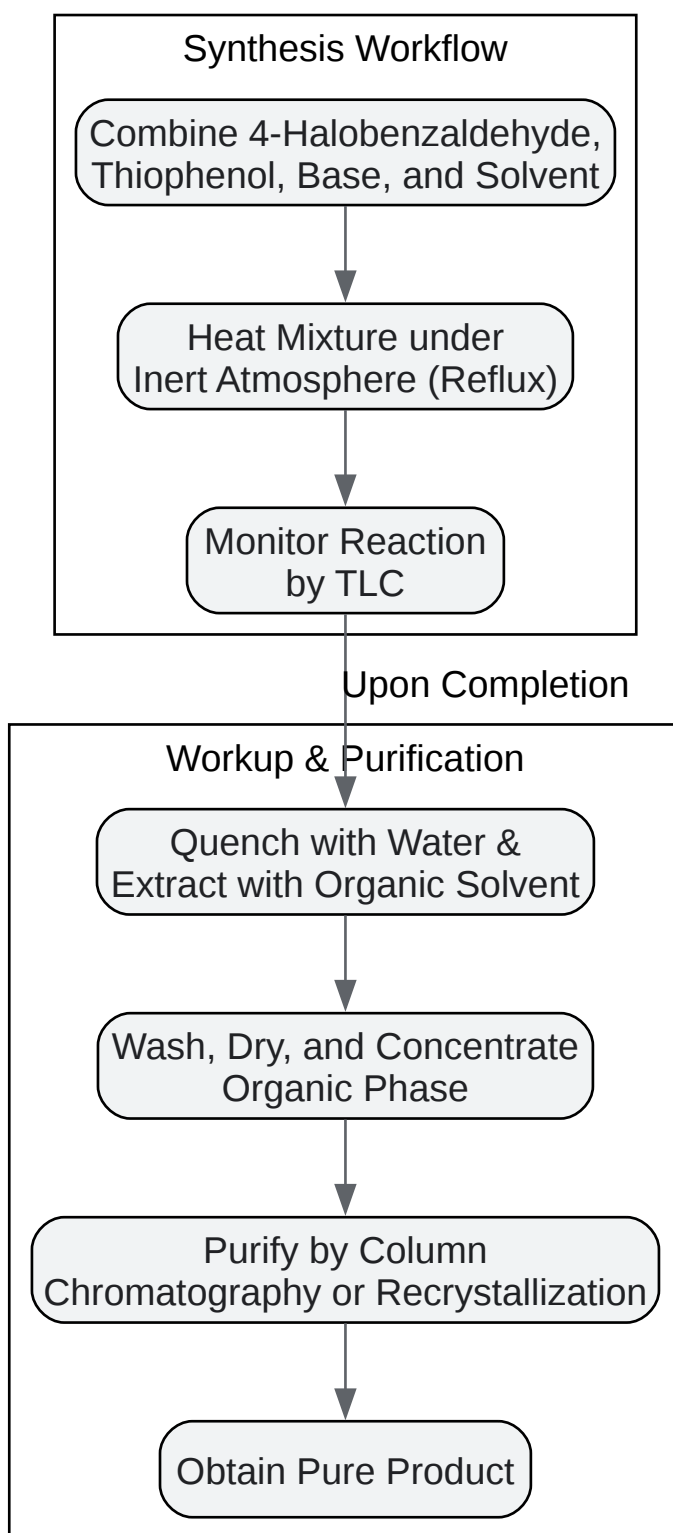 Synthesis Workflow
Combine 4-Halobenzaldehyde,
Thiophenol, Base, and Solvent
Heat Mixture under
Inert Atmosphere (Reflux)
Monitor Reaction
by TLC
Upon Completion
Workup & Purification
Quench with Water &
Extract with Organic Solvent
Wash, Dry, and Concentrate
Organic Phase
Purify by Column
Chromatography or Recrystallization
Obtain Pure Product